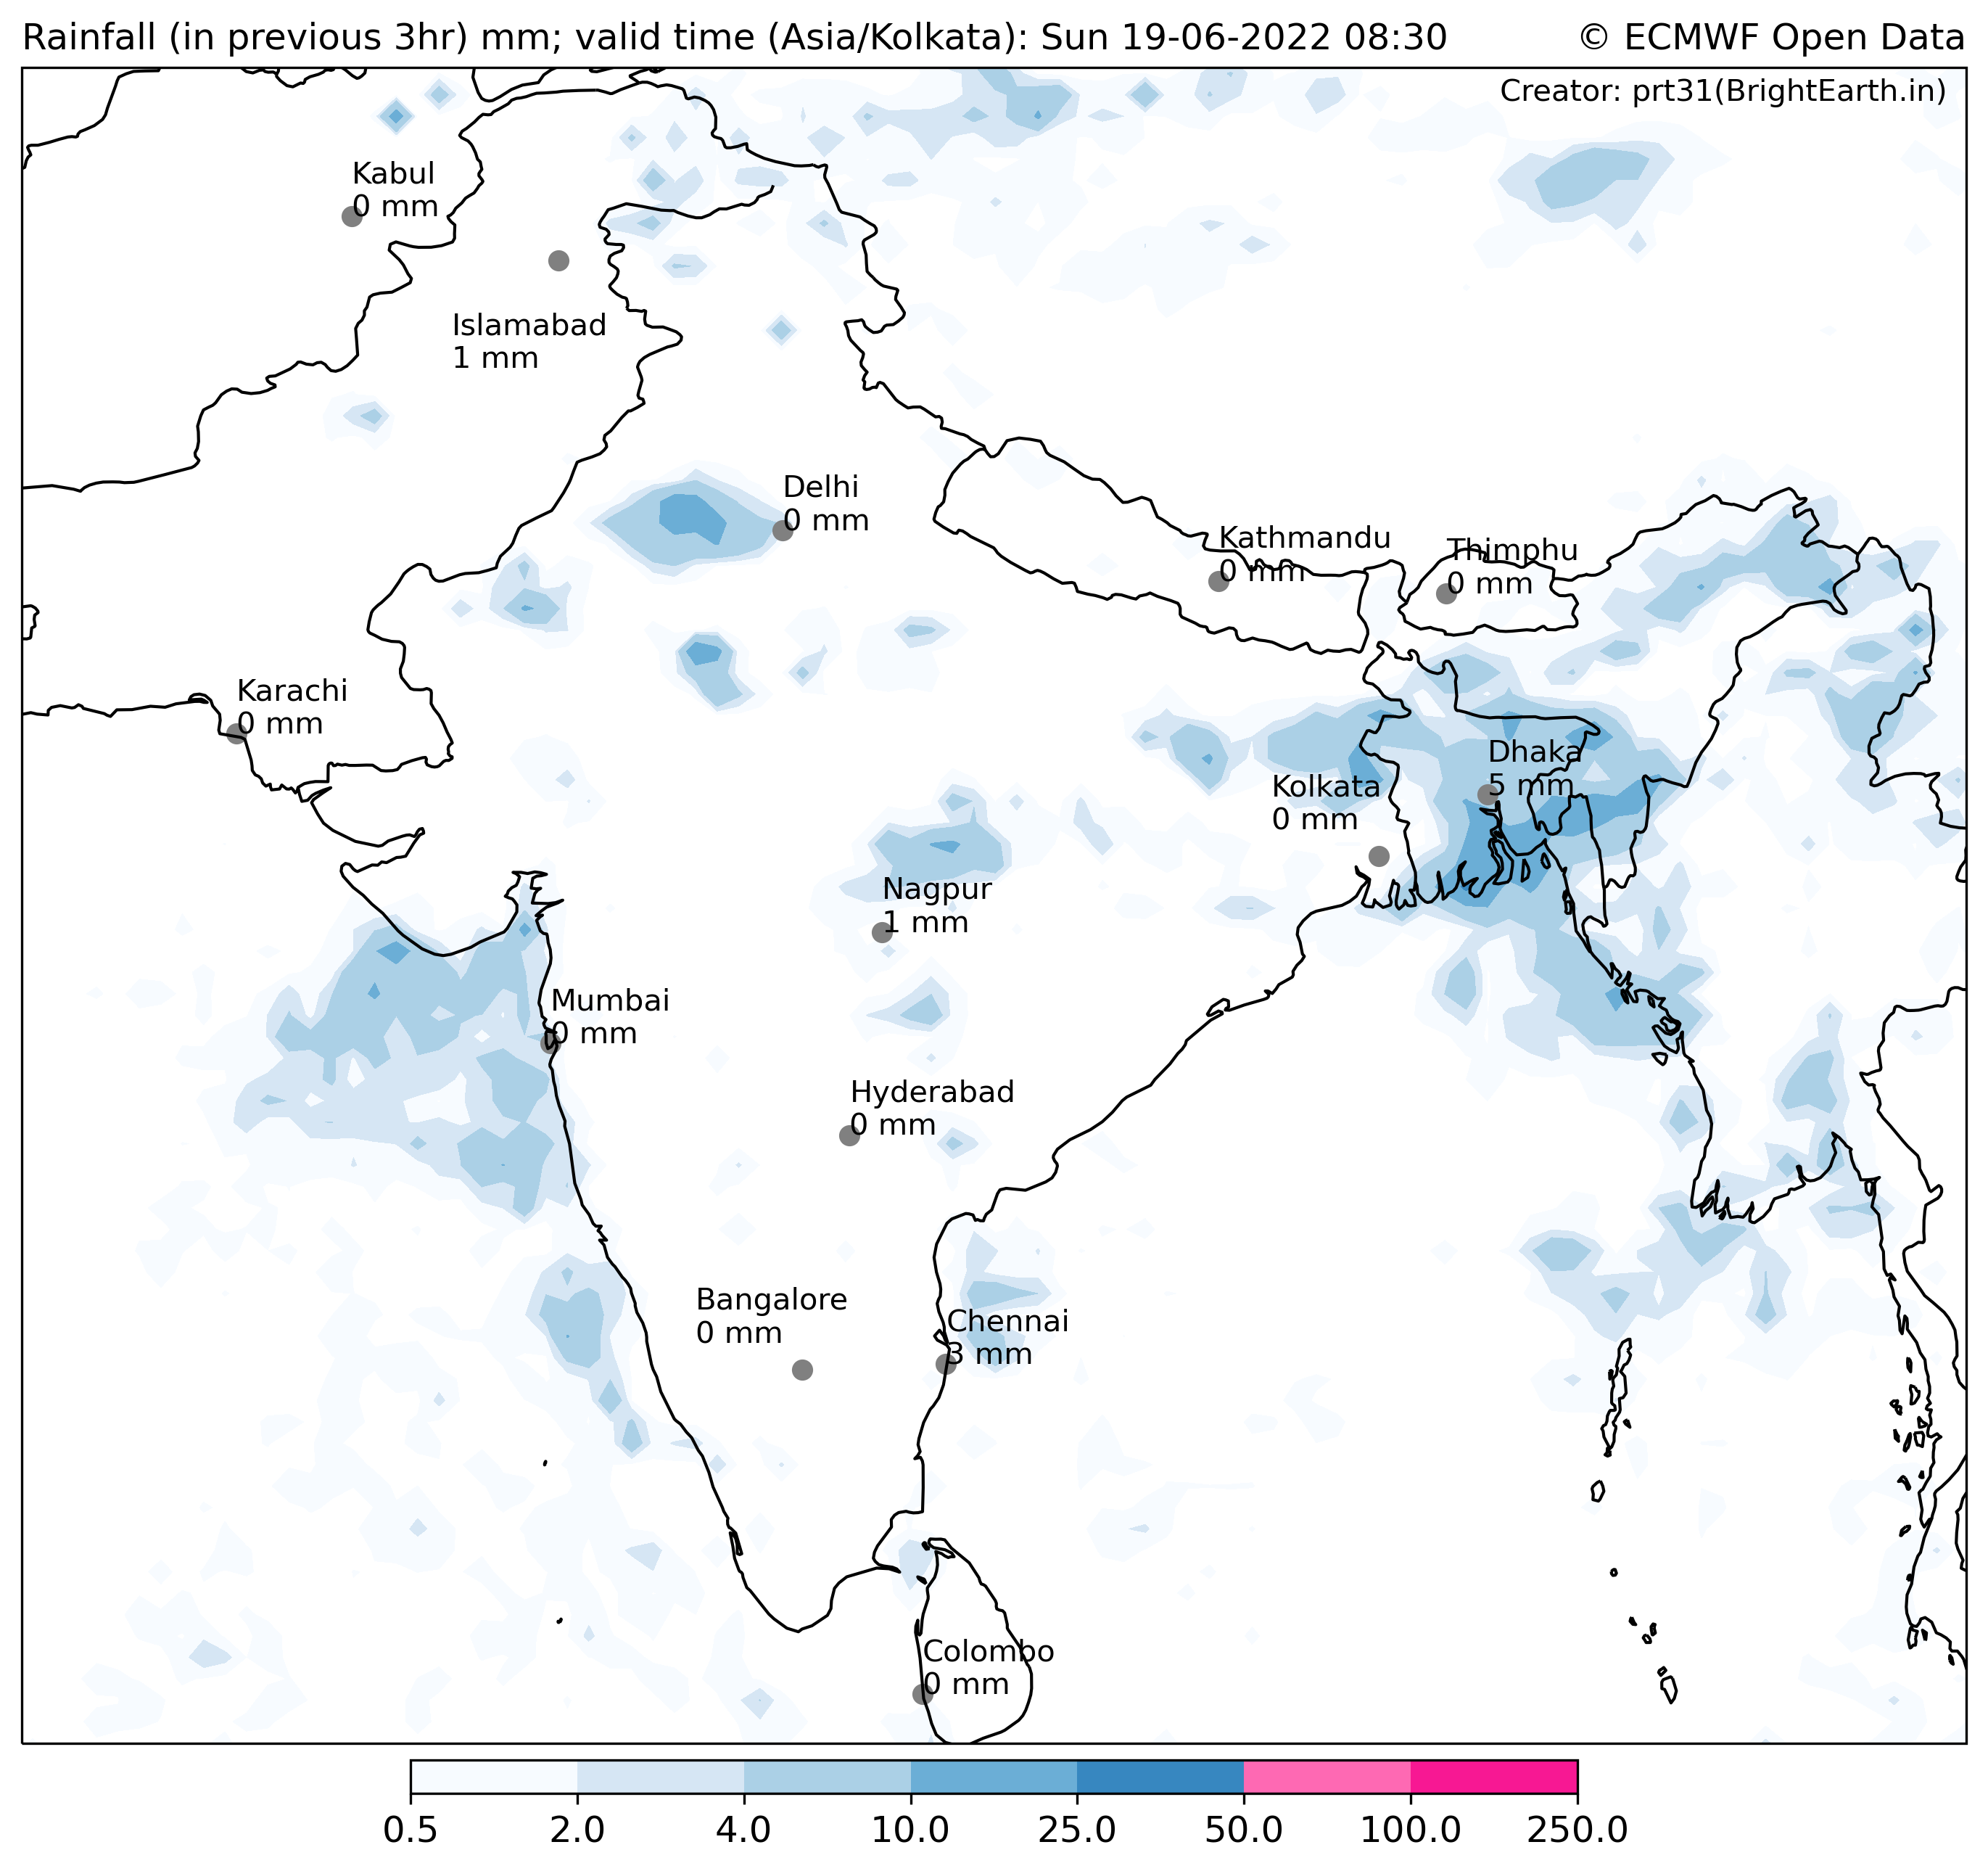 Rainfall (in previous 3hr) mm; valid time (Asia/Kolkata): Sun 19-06-2022 08:30
© ECMWF Open Data
Creator: prt31(BrightEarth.in)
Kabul
0 mm
Islamabad
1 mm
Delhi
0 mm
Kathmandu
0 mm
Thimphu
0 mm
Karachi
0 mm
Dhaka
5 mm
Kolkata
0 mm
Nagpur
1 mm
Mumbai
0 mm
Hyderabad
0 mm
Bangalore
0 mm
Chennai
3 mm
Colombo
0 mm
0.5 2.0 4.0 10.0 25.0 50.0 100.0 250.0